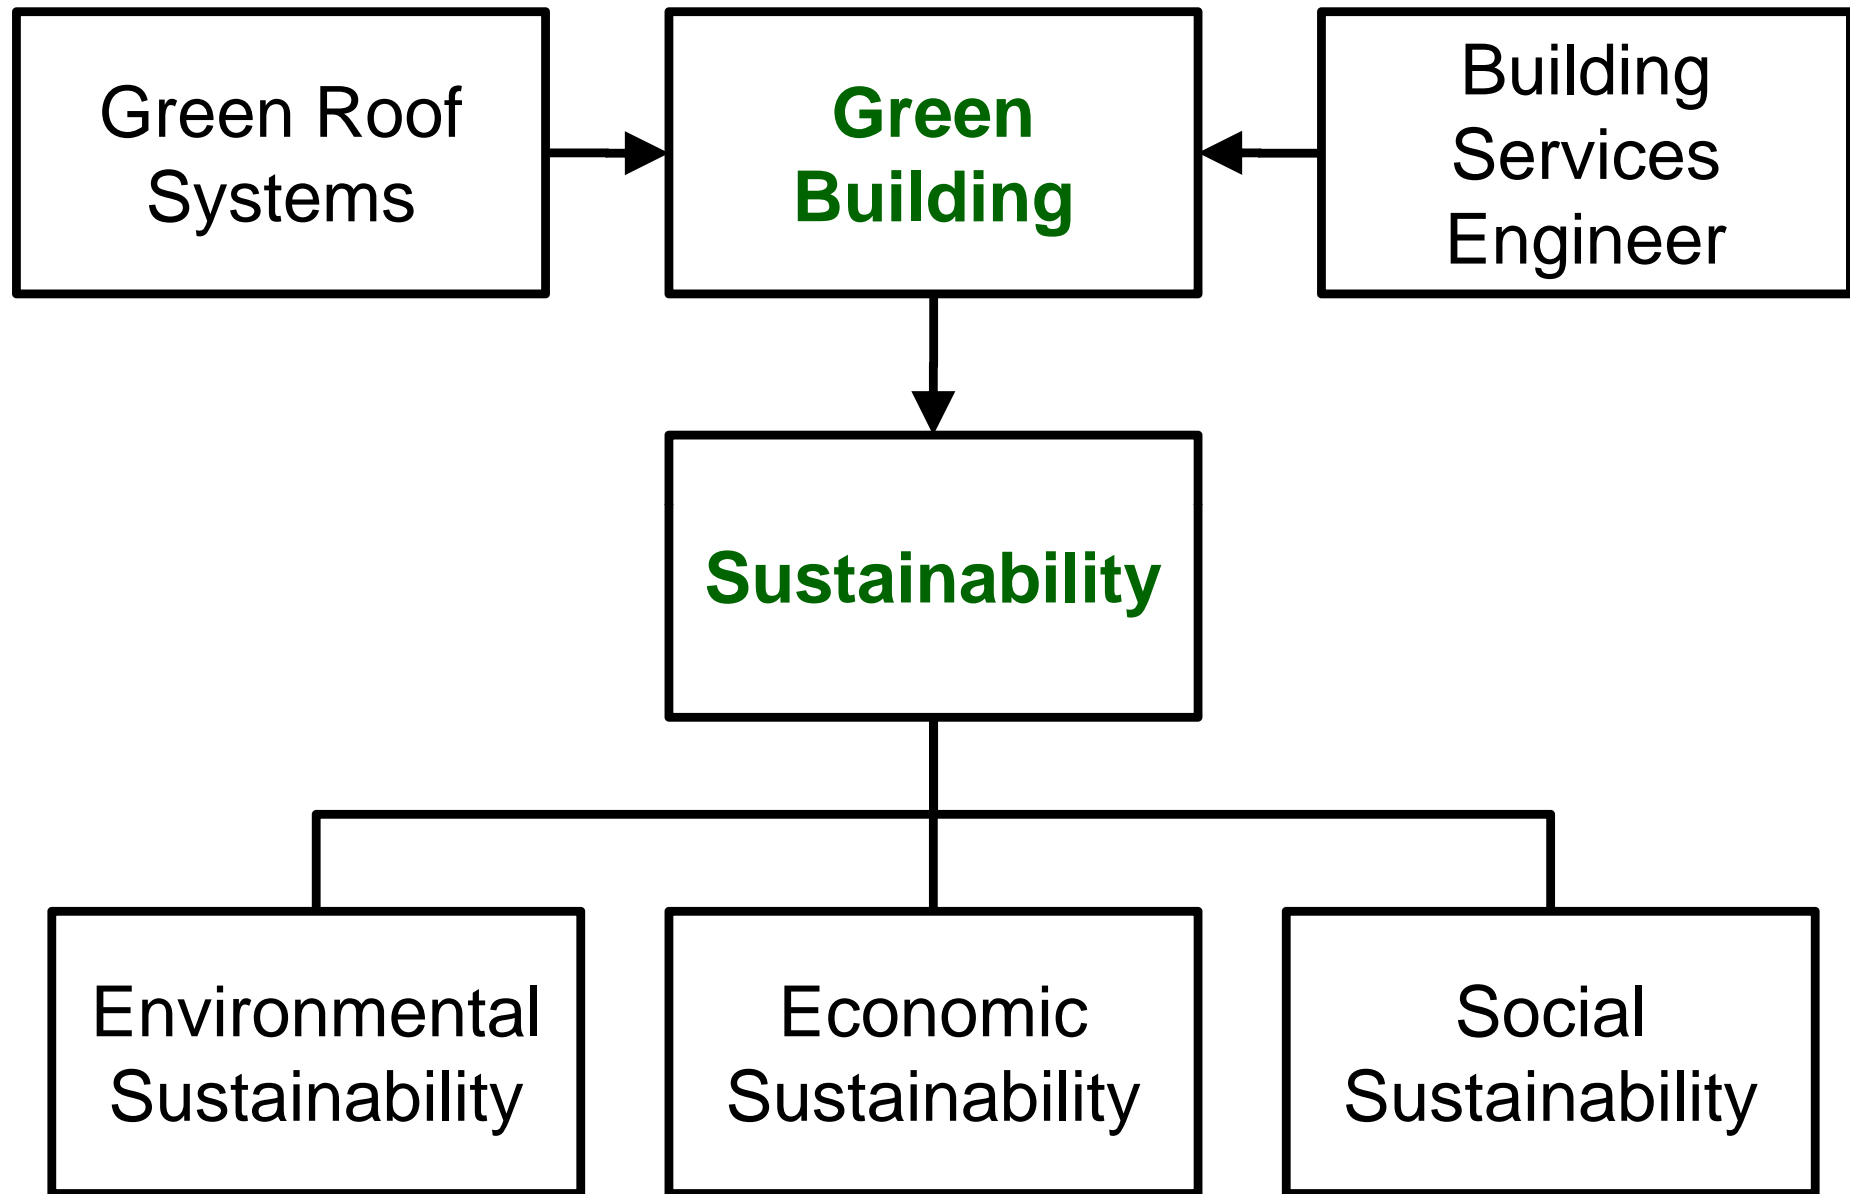 Green Roof
Systems
Green
Building
Building
Services
Engineer
Sustainability
Environmental
Sustainability
Economic
Sustainability
Social
Sustainability